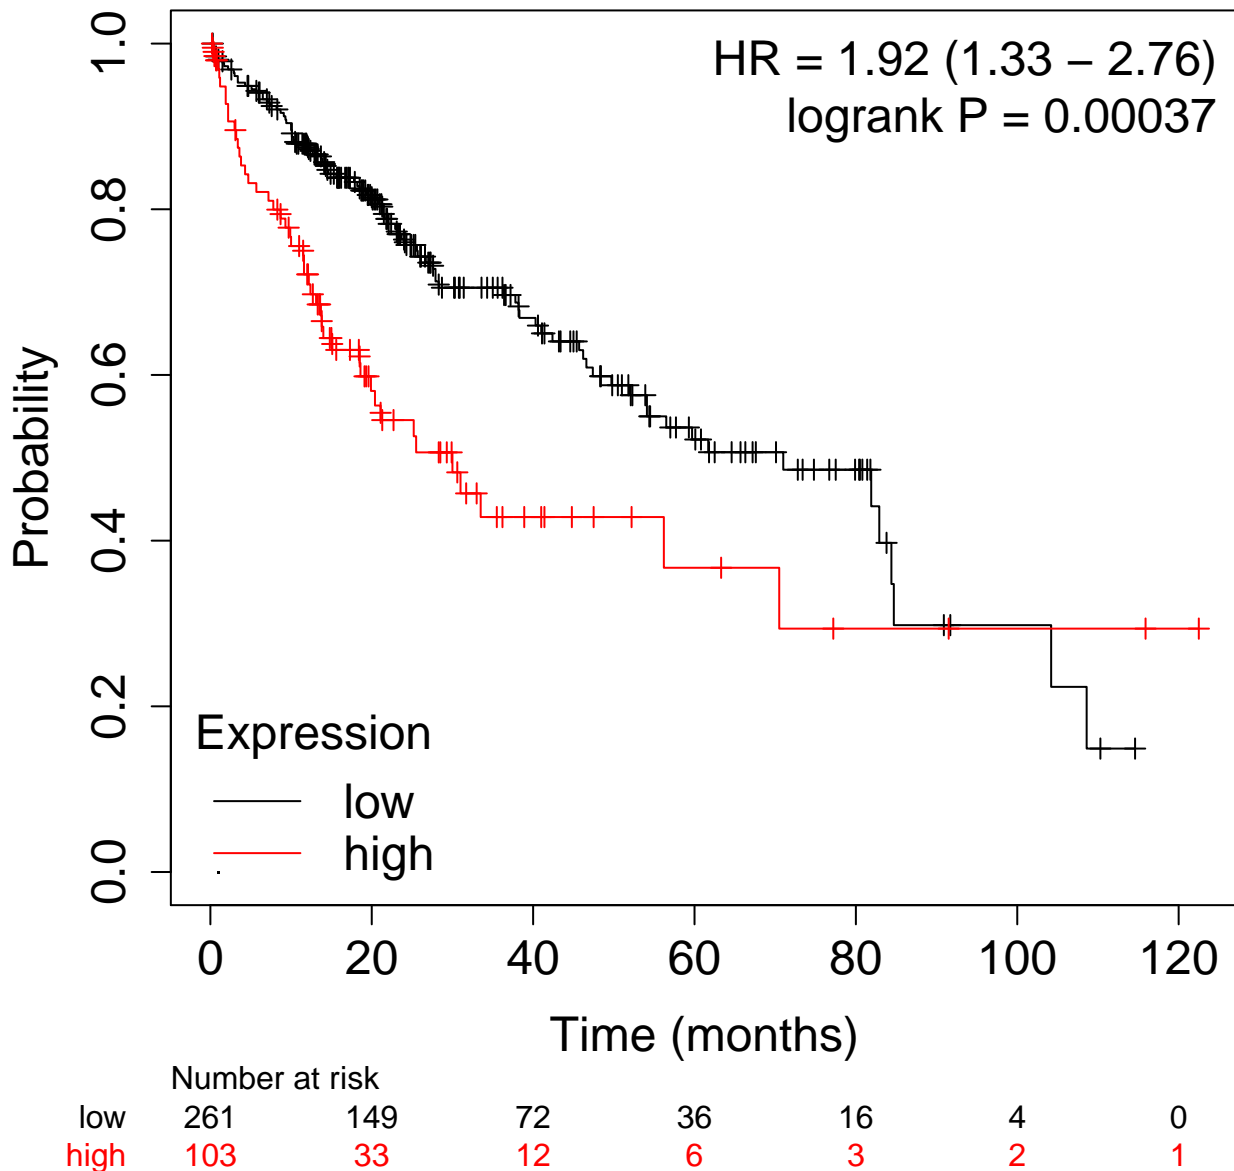 HR = 1.92 (1.33 – 2.76)
logrank P = 0.00037
Probability
1.0
0.8
0.6
0.4
0.2
0.0
Expression
low
high
0 20 40 60 80 100 120
Time (months)
Number at risk
low 261 149 72 36 16 4 0
high 103 33 12 6 3 2 1